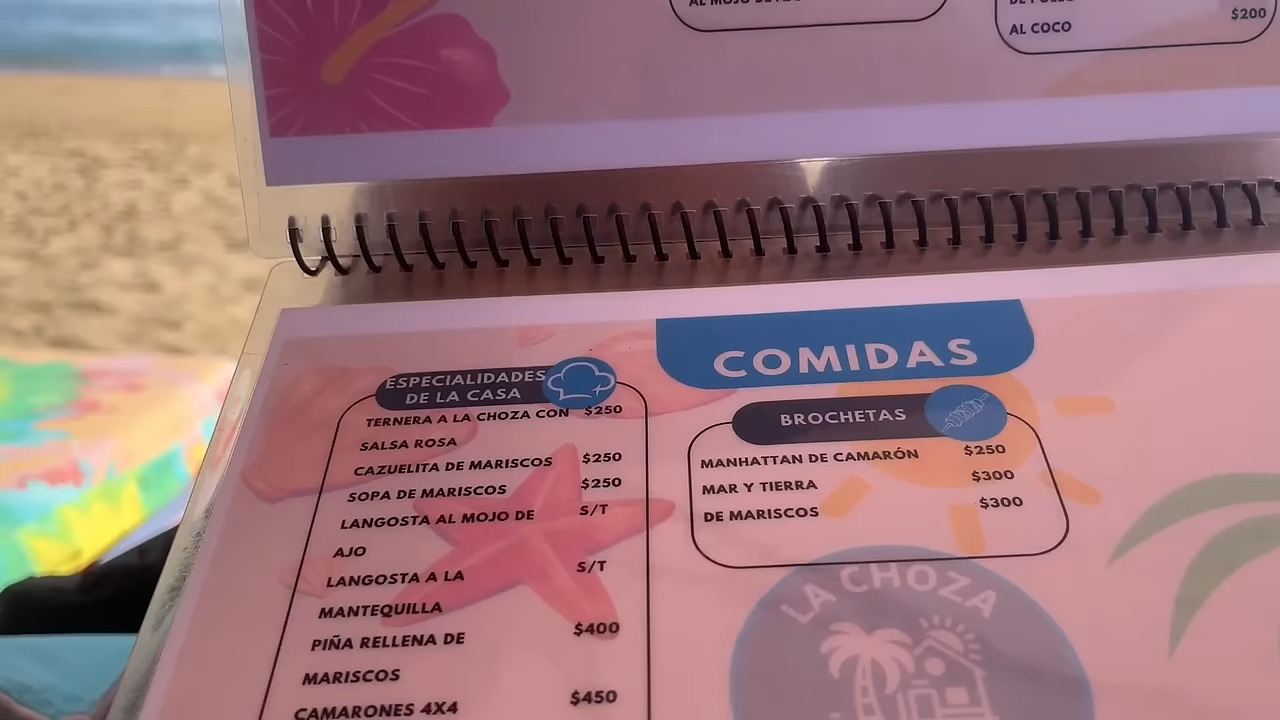 AL COCO $200
COMIDAS
ESPECIALIDADES
DE LA CASA
TERNERA A LA CHOZA CON $250
SALSA ROSA
CAZUELITA DE MARISCOS $250
SOPA DE MARISCOS $250
LANGOSTA AL MOJO DE S/T
AJO
LANGOSTA A LA S/T
MANTEQUILLA
PIÑA RELLENA DE $400
MARISCOS
CAMARONES 4X4 $450
BROCHETAS
MANHATTAN DE CAMARÓN $250
MAR Y TIERRA $300
DE MARISCOS $300
LA CHOZA